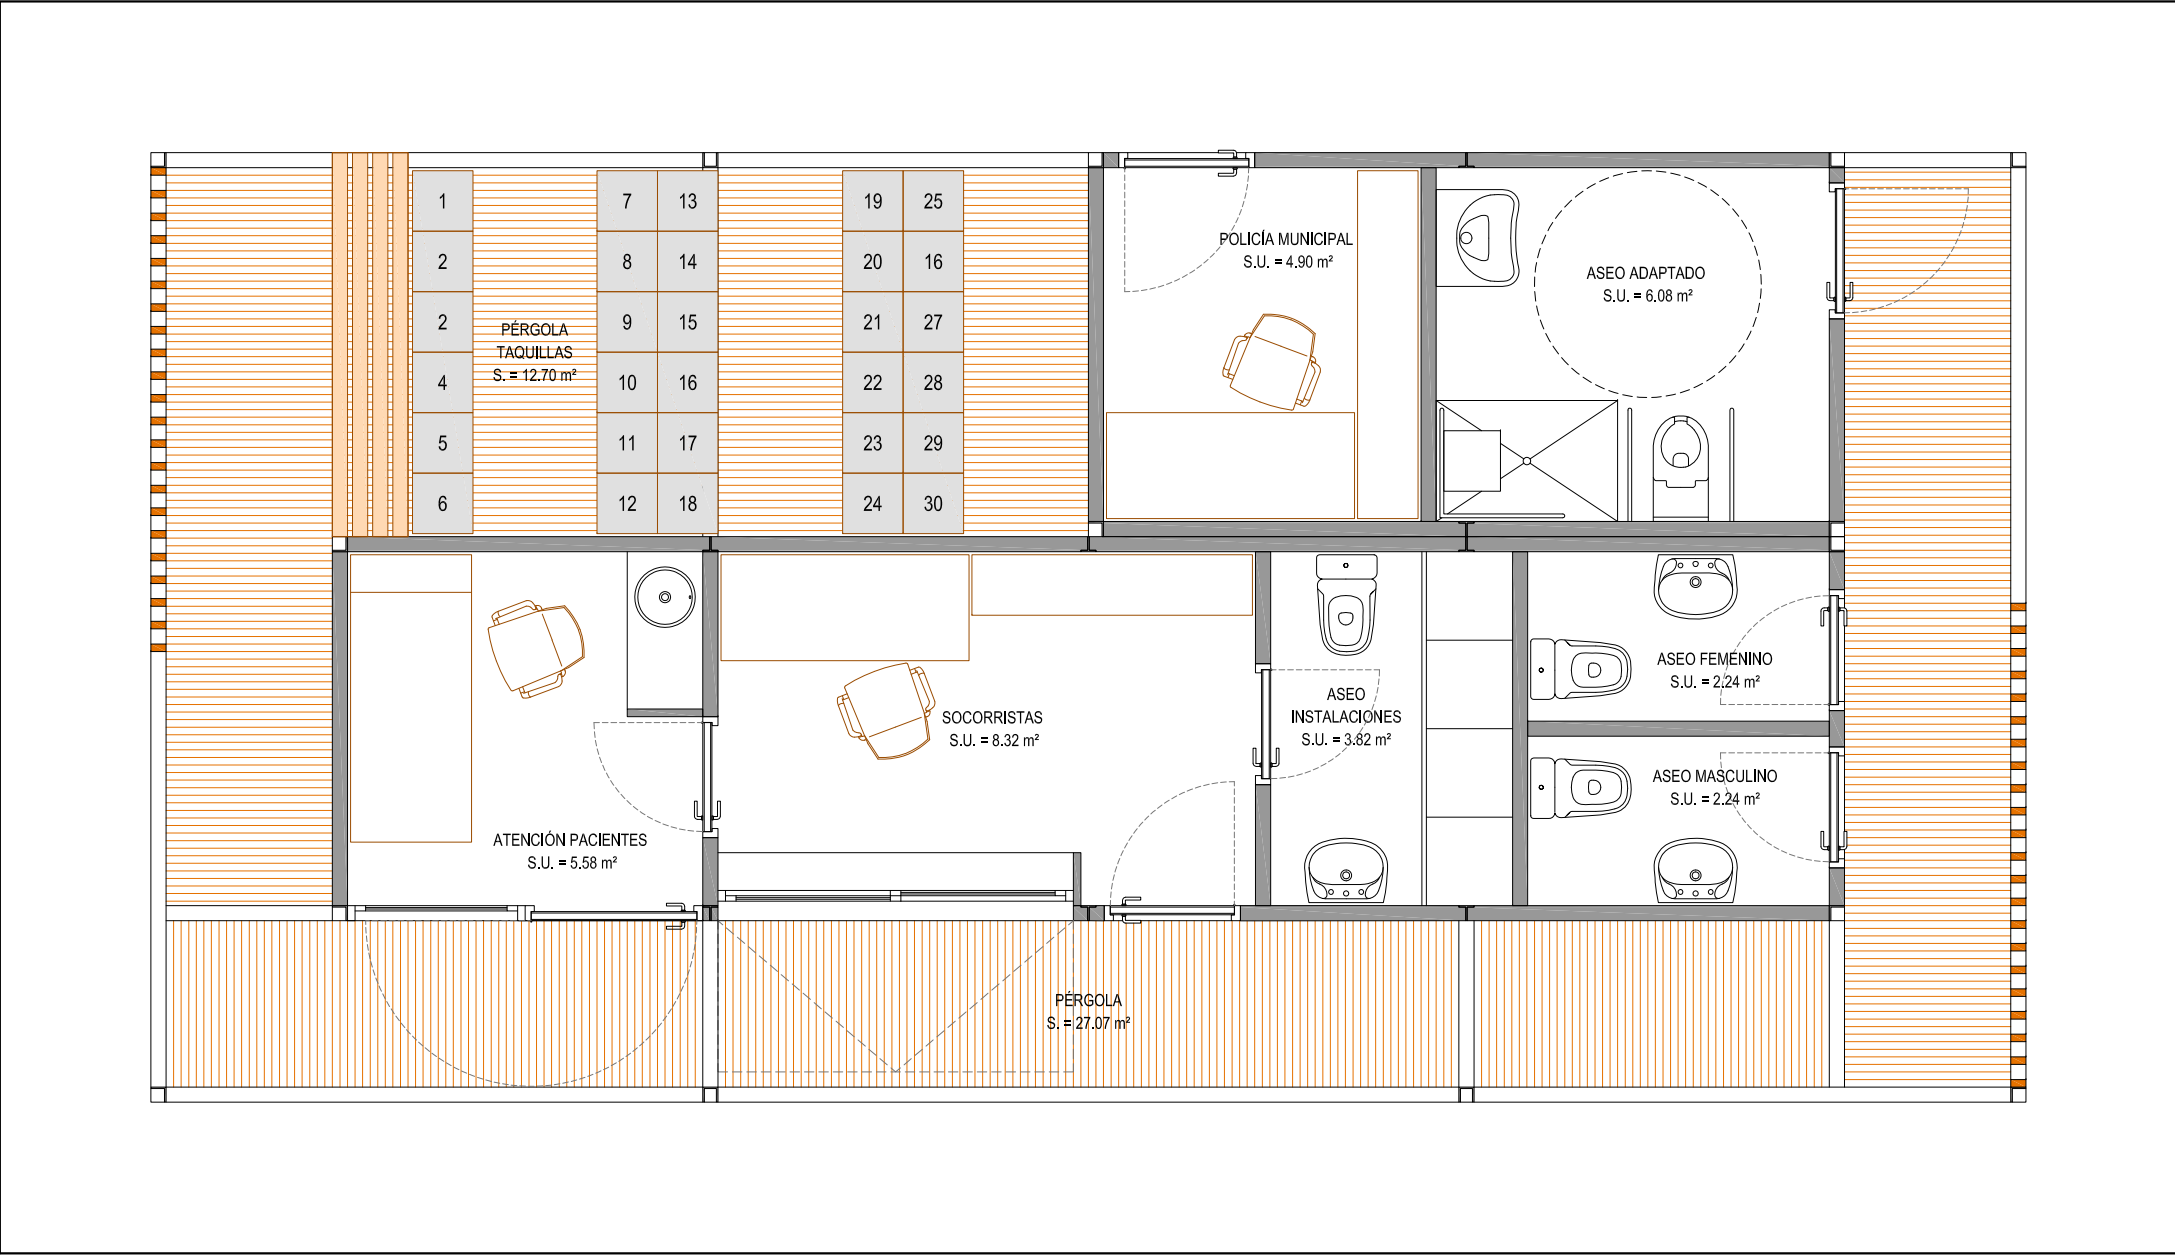 1 7 13 19 25
2 8 14 20 16
2 9 15 21 27
4 10 16 22 28
5 11 17 23 29
6 12 18 24 30
PÉRGOLA
TAQUILLAS
S. = 12.70 m²
POLICÍA MUNICIPAL
S.U. = 4.90 m²
ASEO ADAPTADO
S.U. = 6.08 m²
ATENCIÓN PACIENTES
S.U. = 5.58 m²
SOCORRISTAS
S.U. = 8.32 m²
ASEO
INSTALACIONES
S.U. = 3.82 m²
ASEO FEMENINO
S.U. = 2.24 m²
ASEO MASCULINO
S.U. = 2.24 m²
PÉRGOLA
S. = 27.07 m²